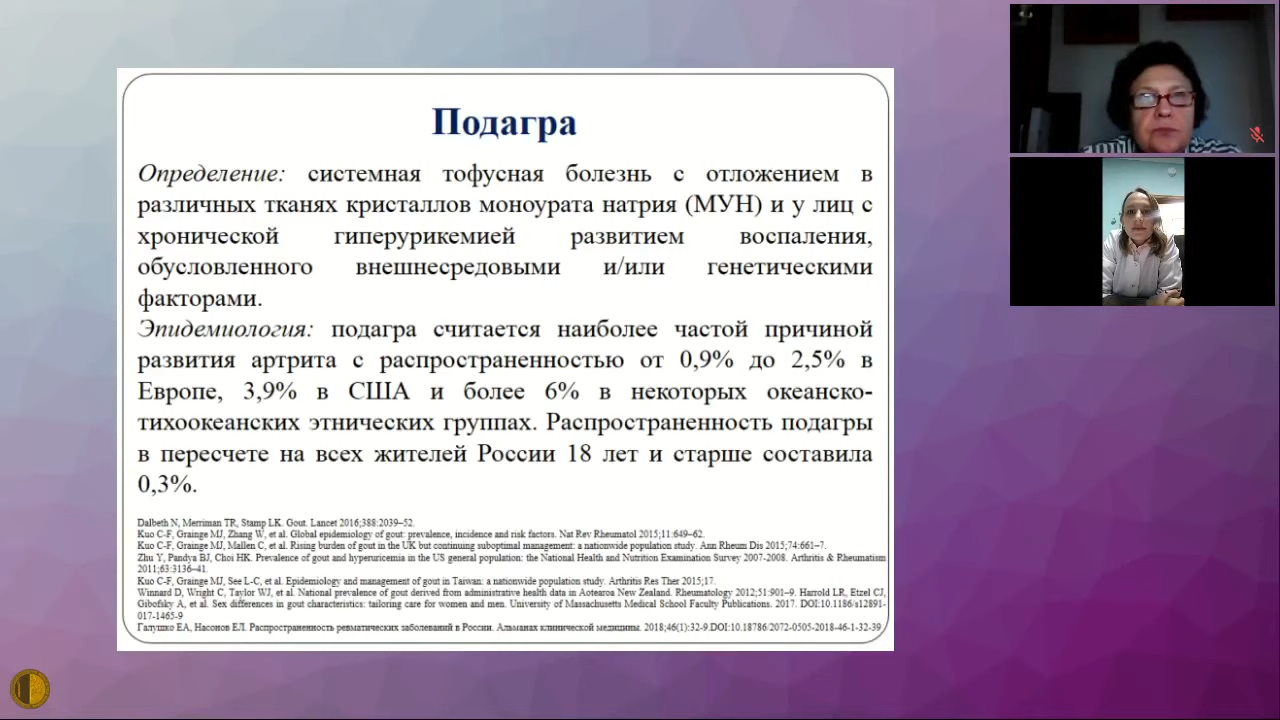 Подагра
Определение: системная тофусная болезнь с отложением в
различных тканях кристаллов моноурата натрия (МУН) и у лиц с
хронической гиперурикемией развитием воспаления,
обусловленного внешнесредовыми и/или генетическими
факторами.
Эпидемиология: подагра считается наиболее частой причиной
развития артрита с распространенностью от 0,9% до 2,5% в
Европе, 3,9% в США и более 6% в некоторых океанско-
тихоокеанских этнических группах. Распространенность подагры
в пересчете на всех жителей России 18 лет и старше составила
0,3%.
Dalbeth N, Merriman TR, Stamp LK. Gout. Lancet 2016;388:2039–52.
Kuo C-F, Grainge MJ, Zhang W, et al. Global epidemiology of gout: prevalence, incidence and risk factors. Nat Rev Rheumatol 2015;11:649–62.
Kuo C-F, Grainge MJ, Mallen C, et al. Rising burden of gout in the UK but continuing suboptimal management: a nationwide population study. Ann Rheum Dis 2015;74:661–7.
Zhu Y, Pandya BJ, Choi HK. Prevalence of gout and hyperuricemia in the US general population: the National Health and Nutrition Examination Survey 2007-2008. Arthritis & Rheumatism
2011;63:3136–41.
Kuo C-F, Grainge MJ, See L-C, et al. Epidemiology and management of gout in Taiwan: a nationwide population study. Arthritis Res Ther 2015;17.
Winnard D, Wright C, Taylor WJ, et al. National prevalence of gout derived from administrative health data in Aotearoa New Zealand. Rheumatology 2012;51:901–9. Harrold LR, Etzel CJ,
Gibofsky A, et al. Sex differences in gout characteristics: tailoring care for women and men. University of Massachusetts Medical School Faculty Publications. 2017. DOI:10.1186/s12891-
017-1465-9
Галушко ЕА, Насонов ЕЛ. Распространенность ревматических заболеваний в России. Альманах клинической медицины. 2018;46(1):32-9.DOI:10.18786/2072-0505-2018-46-1-32-39